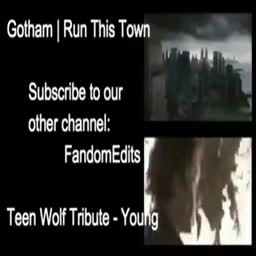 Gotham | Run This Town
Subscribe to our
other channel:
FandomEdits
Teen Wolf Tribute - Young